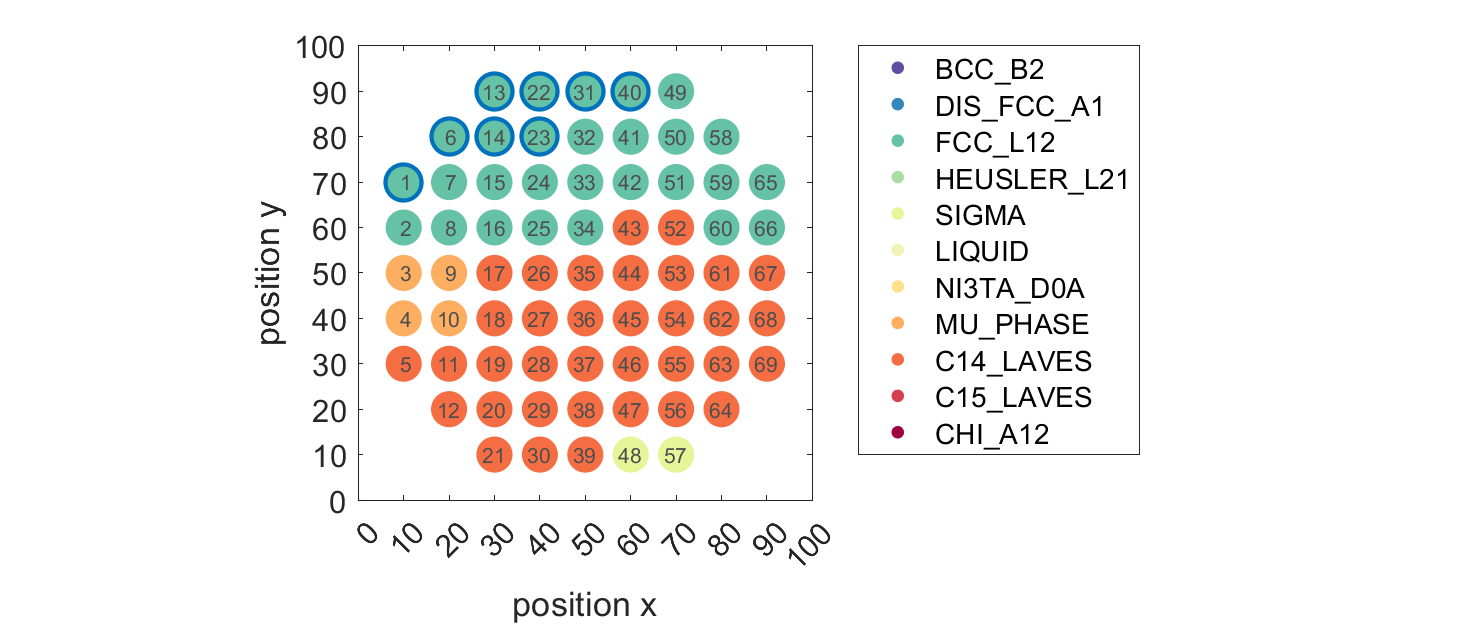 100
90
80
70
60
50
40
30
20
10
0
position y
13 22 31 40 49
6 14 23 32 41 50 58
1 7 15 24 33 42 51 59 65
2 8 16 25 34 43 52 60 66
3 9 17 26 35 44 53 61 67
4 10 18 27 36 45 54 62 68
5 11 19 28 37 46 55 63 69
12 20 29 38 47 56 64
21 30 39 48 57
0 10 20 30 40 50 60 70 80 90 100
position x
BCC_B2
DIS_FCC_A1
FCC_L12
HEUSLER_L21
SIGMA
LIQUID
NI3TA_D0A
MU_PHASE
C14_LAVES
C15_LAVES
CHI_A12